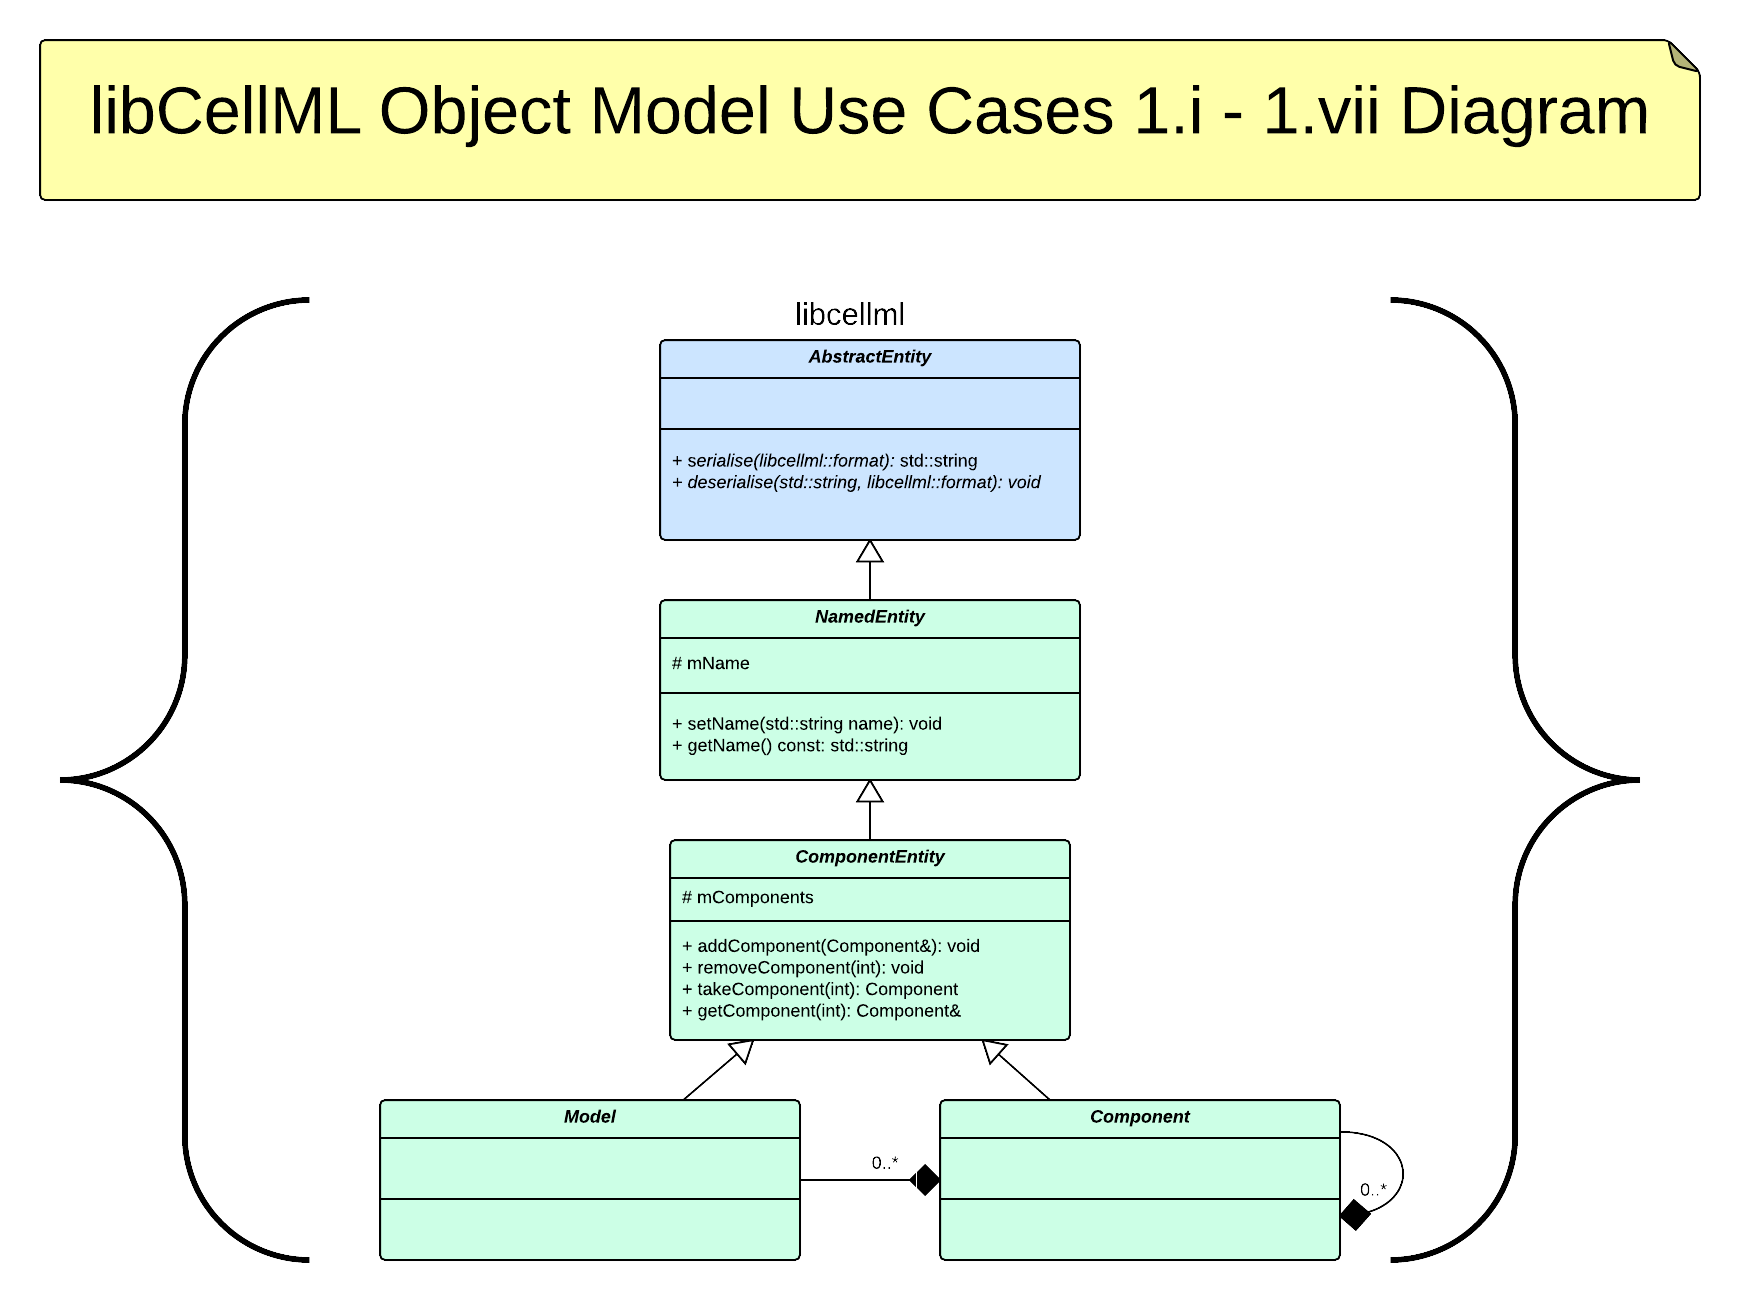 libCellML Object Model Use Cases 1.i - 1.vii Diagram
libcellml
AbstractEntity
+ serialise(libcellml::format): std::string
+ deserialise(std::string, libcellml::format): void
NamedEntity
# mName
+ setName(std::string name): void
+ getName() const: std::string
ComponentEntity
# mComponents
+ addComponent(Component&): void
+ removeComponent(int): void
+ takeComponent(int): Component
+ getComponent(int): Component&
Model
Component
0..*
0..*